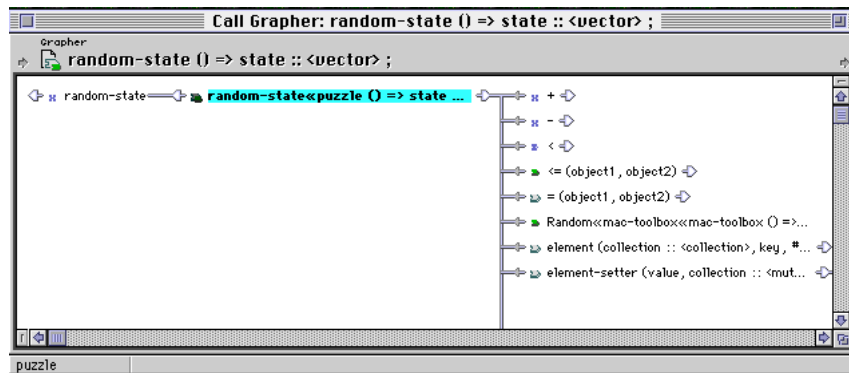 Call Grapher: random-state () => state :: <vector> ;
Grapher
random-state () => state :: <vector> ;
random-state random-state«puzzle () => state ... + 
-
<
<= (object1, object2)
= (object1, object2)
Random«mac-toolbox«mac-toolbox () =>...
element (collection :: <collection>, key, #...
element-setter (value, collection :: <mut...
r
puzzle